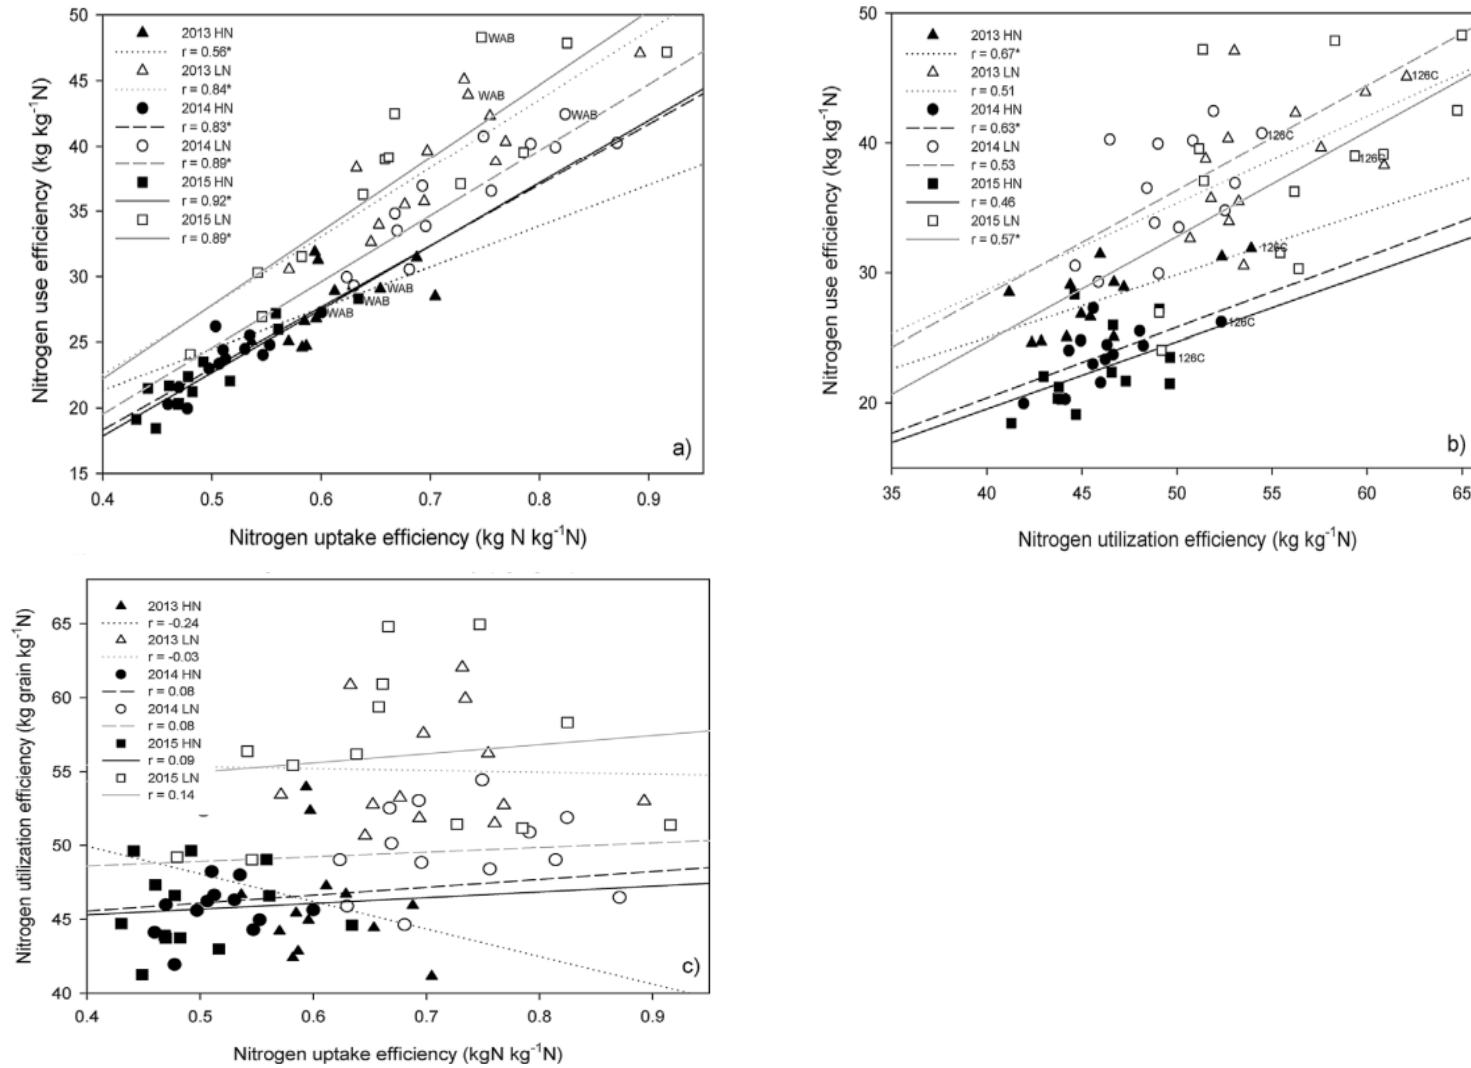 50
45
40
35
30
25
20
15
Nitrogen use efficiency (kg kg⁻¹N)
2013 HN
r = 0.56*
2013 LN
r = 0.84*
2014 HN
r = 0.83*
2014 LN
r = 0.89*
2015 HN
r = 0.92*
2015 LN
r = 0.89*
WAB
WAB
WAB
WAB
WAB
WAB
a)
0.4 0.5 0.6 0.7 0.8 0.9
Nitrogen uptake efficiency (kg N kg⁻¹N)
50
40
30
20
Nitrogen use efficiency (kg kg⁻¹N)
2013 HN
r = 0.67*
2013 LN
r = 0.51
2014 HN
r = 0.63*
2014 LN
r = 0.53
2015 HN
r = 0.46
2015 LN
r = 0.57*
126C
126C
126C
126C
126C
126C
b)
35 40 45 50 55 60 65
Nitrogen utilization efficiency (kg kg⁻¹N)
65
60
55
50
45
40
Nitrogen utilization efficiency (kg grain kg⁻¹N)
2013 HN
r = -0.24
2013 LN
r = -0.03
2014 HN
r = 0.08
2014 LN
r = 0.08
2015 HN
r = 0.09
2015 LN
r = 0.14
c)
0.4 0.5 0.6 0.7 0.8 0.9
Nitrogen uptake efficiency (kgN kg⁻¹N)